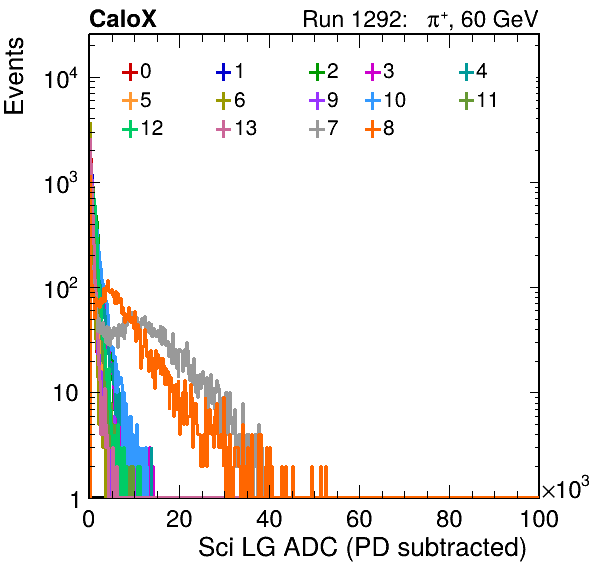 CaloX Run 1292: π⁺, 60 GeV
Events
10⁴
10³
10²
10
1
0 1 2 3 4
5 6 9 10 11
12 13 7 8
0 20 40 60 80 100
×10³
Sci LG ADC (PD subtracted)